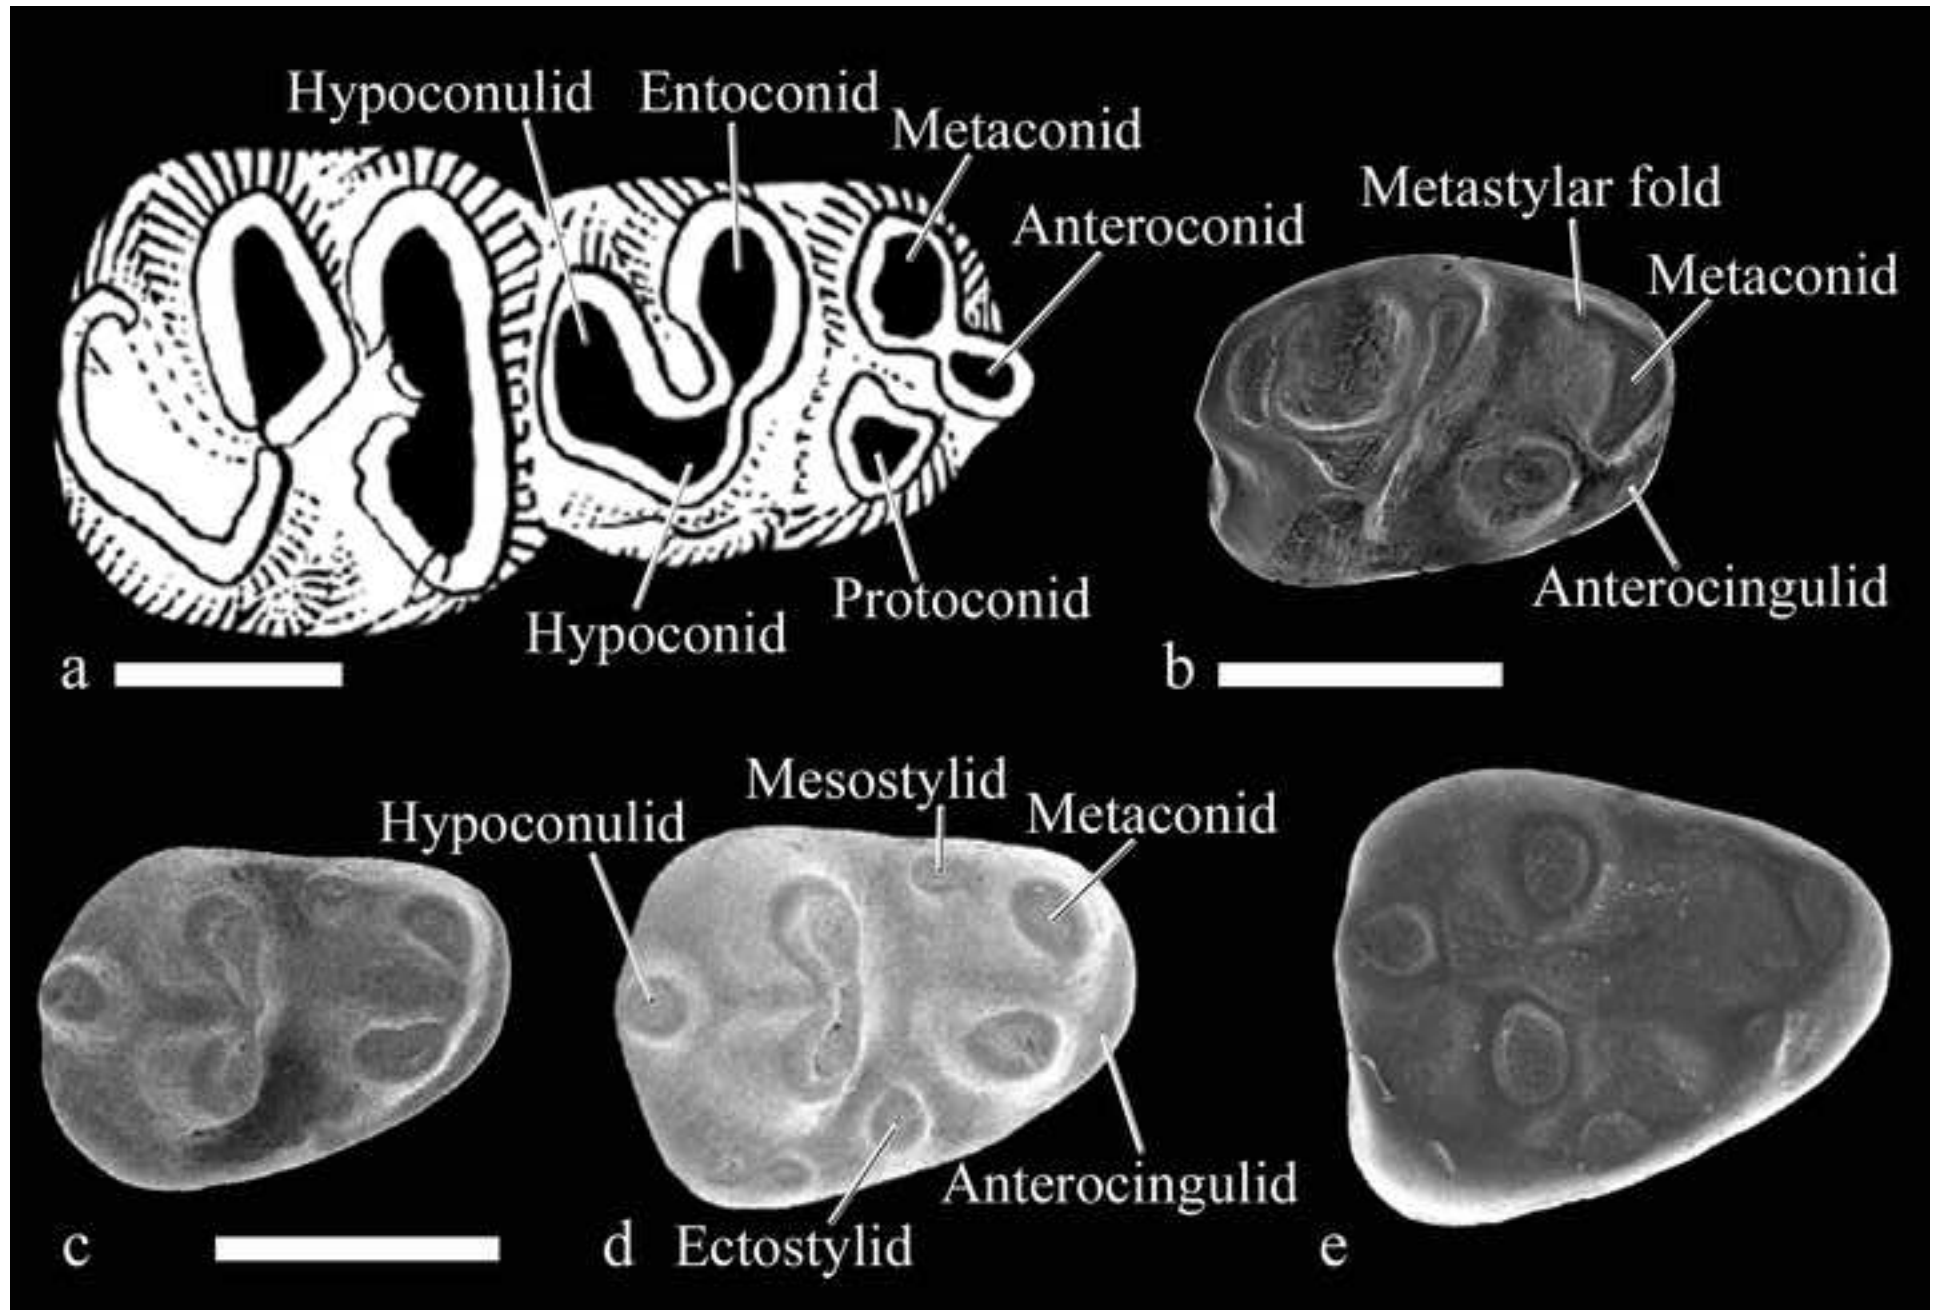 Hypoconulid
Entoconid
Metaconid
Anteroconid
Metastylar fold
Metaconid
Anterocingulid
Protoconid
Hypoconid
a
b
Mesostylid
Metaconid
Hypoconulid
Anterocingulid
Ectostylid
c
d
e